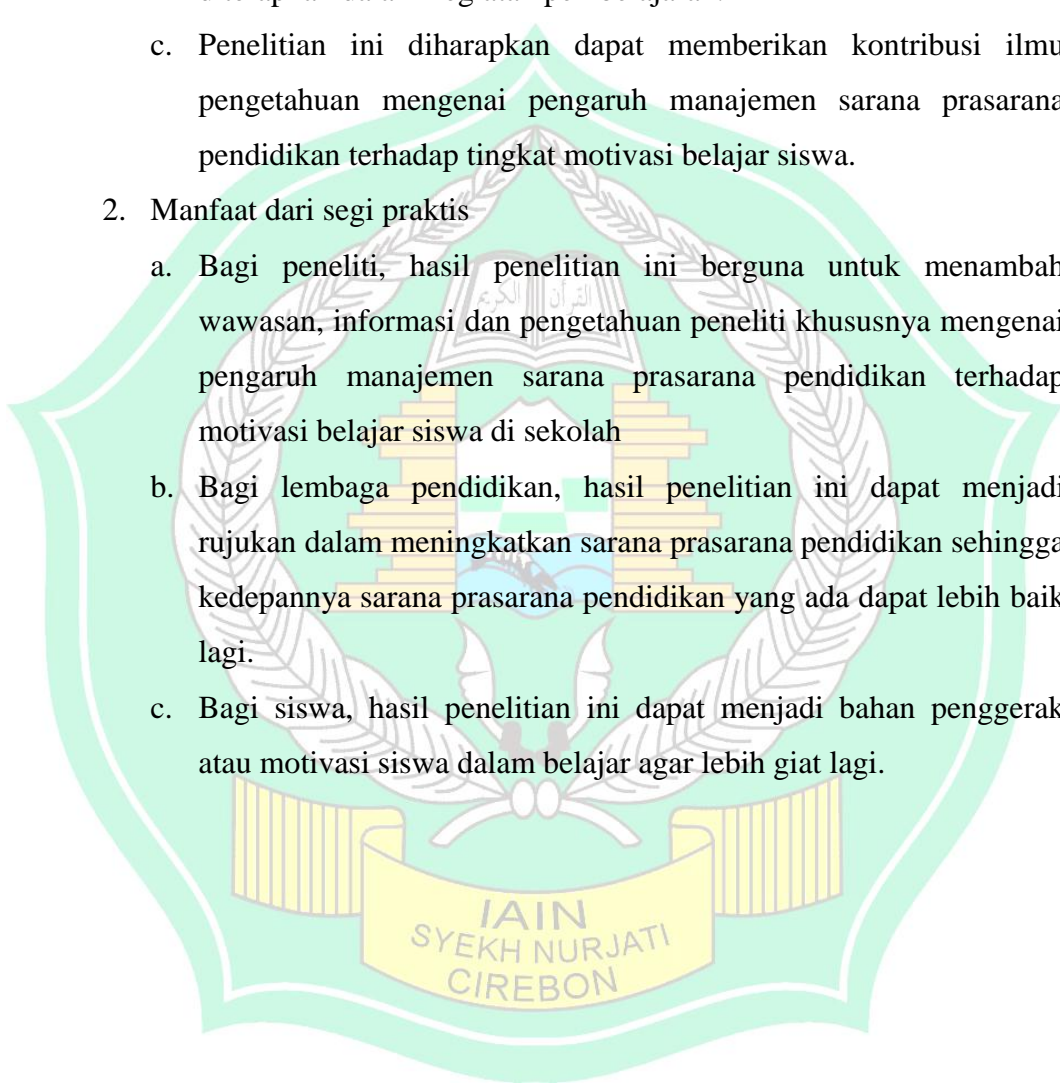 c. Penelitian ini diharapkan dapat memberikan kontribusi ilmu
pengetahuan mengenai pengaruh manajemen sarana prasarana
pendidikan terhadap tingkat motivasi belajar siswa.
2. Manfaat dari segi praktis
a. Bagi peneliti, hasil penelitian ini berguna untuk menambah
wawasan, informasi dan pengetahuan peneliti khususnya mengenai
pengaruh manajemen sarana prasarana pendidikan terhadap
motivasi belajar siswa di sekolah
b. Bagi lembaga pendidikan, hasil penelitian ini dapat menjadi
rujukan dalam meningkatkan sarana prasarana pendidikan sehingga
kedepannya sarana prasarana pendidikan yang ada dapat lebih baik
lagi.
c. Bagi siswa, hasil penelitian ini dapat menjadi bahan penggerak
atau motivasi siswa dalam belajar agar lebih giat lagi.
القرآن الكريم
IAIN
SYEKH NURJATI
CIREBON